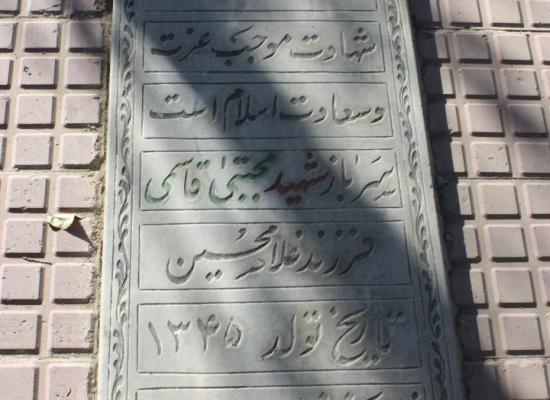 شهادت موجب عزت
وسعادت اسلام است
سرباز شهید مجتبی قاسمی
فرزند غلامحسین
تاریخ تولد ۱۳۴۵